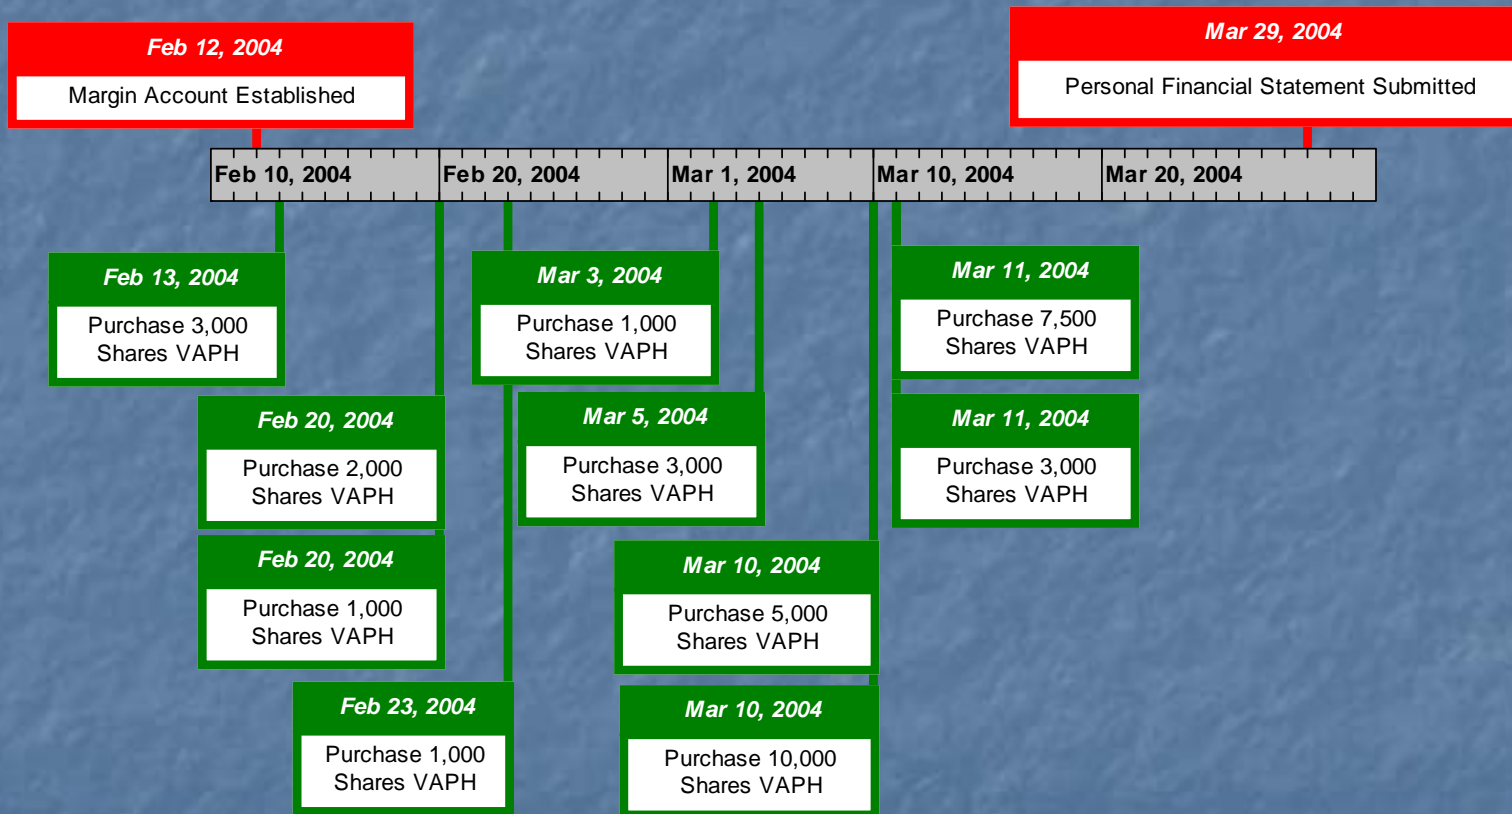 Feb 12, 2004
Margin Account Established
Mar 29, 2004
Personal Financial Statement Submitted
Feb 10, 2004
Feb 20, 2004
Mar 1, 2004
Mar 10, 2004
Mar 20, 2004
Feb 13, 2004
Purchase 3,000
Shares VAPH
Feb 20, 2004
Purchase 2,000
Shares VAPH
Feb 20, 2004
Purchase 1,000
Shares VAPH
Feb 23, 2004
Purchase 1,000
Shares VAPH
Mar 3, 2004
Purchase 1,000
Shares VAPH
Mar 5, 2004
Purchase 3,000
Shares VAPH
Mar 10, 2004
Purchase 5,000
Shares VAPH
Mar 10, 2004
Purchase 10,000
Shares VAPH
Mar 11, 2004
Purchase 7,500
Shares VAPH
Mar 11, 2004
Purchase 3,000
Shares VAPH